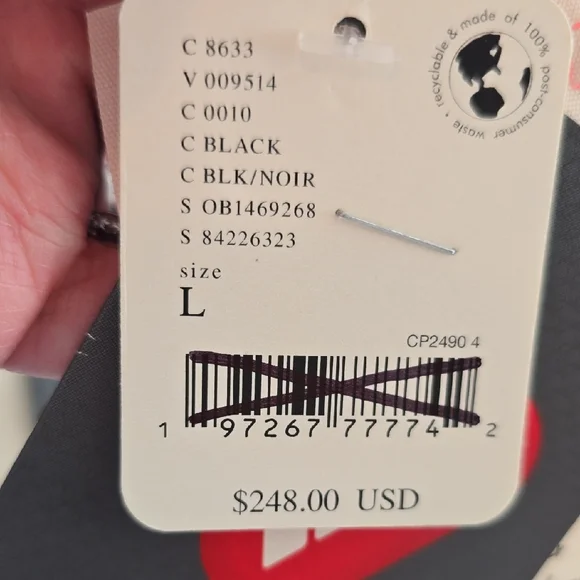 C 8633
V 009514
C 0010
C BLACK
C BLK/NOIR
S OB1469268
S 84226323
size
L
recyclable & made of 100% post-consumer waste •
CP2490 4
1 97267 77774 2
$248.00 USD